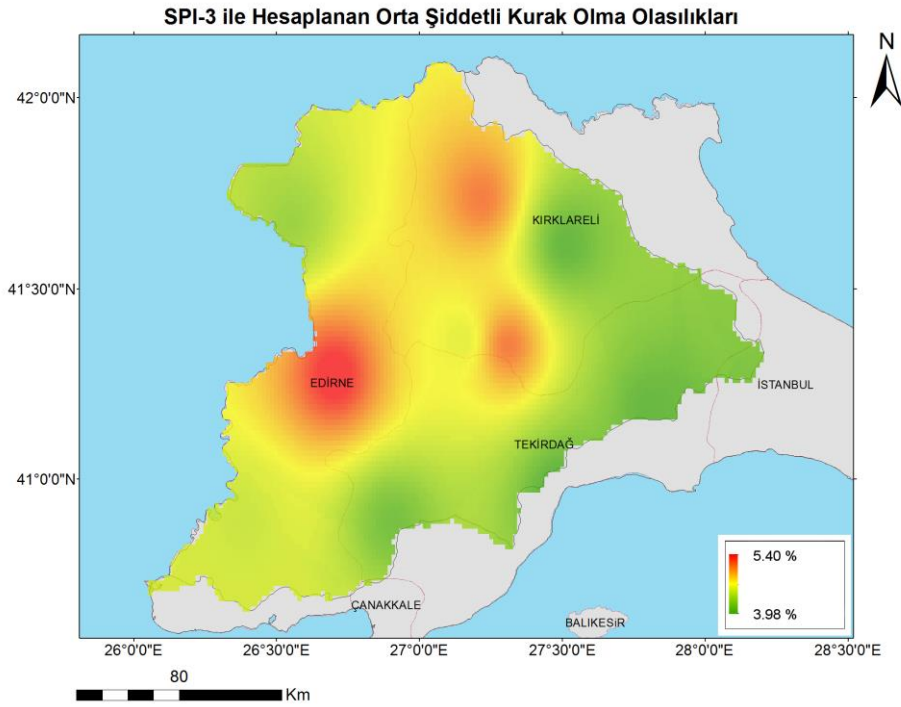 SPI-3 ile Hesaplanan Orta Şiddetli Kurak Olma Olasılıkları
N
42°0'0"N
KIRKLARELİ
41°30'0"N
EDİRNE
İSTANBUL
TEKİRDAĞ
41°0'0"N
5.40 %
3.98 %
ÇANAKKALE
BALIKESİR
26°0'0"E 26°30'0"E 27°0'0"E 27°30'0"E 28°0'0"E 28°30'0"E
80
Km